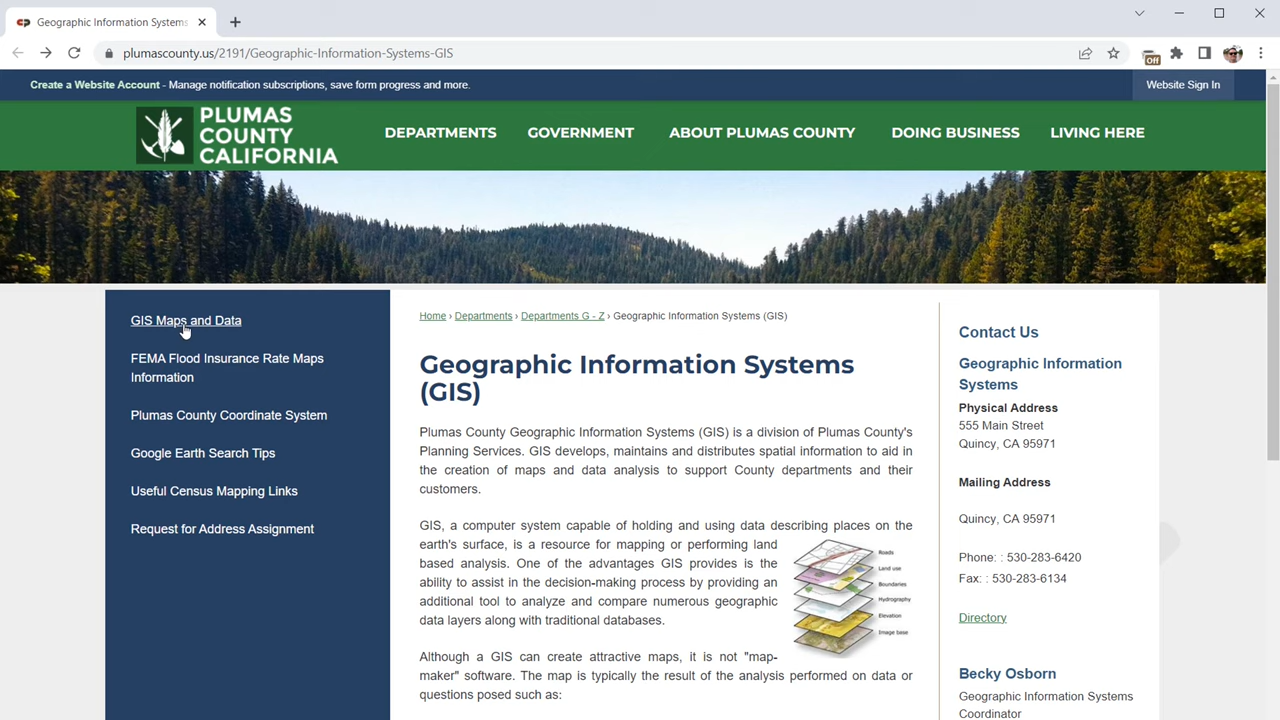 Geographic Information Systems
plumascounty.us/2191/Geographic-Information-Systems-GIS
Off
Create a Website Account - Manage notification subscriptions, save form progress and more.
Website Sign In
PLUMAS
COUNTY
CALIFORNIA
DEPARTMENTS
GOVERNMENT
ABOUT PLUMAS COUNTY
DOING BUSINESS
LIVING HERE
GIS Maps and Data
FEMA Flood Insurance Rate Maps
Information
Plumas County Coordinate System
Google Earth Search Tips
Useful Census Mapping Links
Request for Address Assignment
Home › Departments › Departments G - Z › Geographic Information Systems (GIS)
Geographic Information Systems
(GIS)
Plumas County Geographic Information Systems (GIS) is a division of Plumas County's
Planning Services. GIS develops, maintains and distributes spatial information to aid in
the creation of maps and data analysis to support County departments and their
customers.
GIS, a computer system capable of holding and using data describing places on the
earth's surface, is a resource for mapping or performing land
based analysis. One of the advantages GIS provides is the
ability to assist in the decision-making process by providing an
additional tool to analyze and compare numerous geographic
data layers along with traditional databases.
Roads
Land use
Boundaries
Hydrography
Elevation
Image base
Although a GIS can create attractive maps, it is not "map-
maker" software. The map is typically the result of the analysis performed on data or
questions posed such as:
Contact Us
Geographic Information
Systems
Physical Address
555 Main Street
Quincy, CA 95971
Mailing Address
Quincy, CA 95971
Phone: : 530-283-6420
Fax: : 530-283-6134
Directory
Becky Osborn
Geographic Information Systems
Coordinator